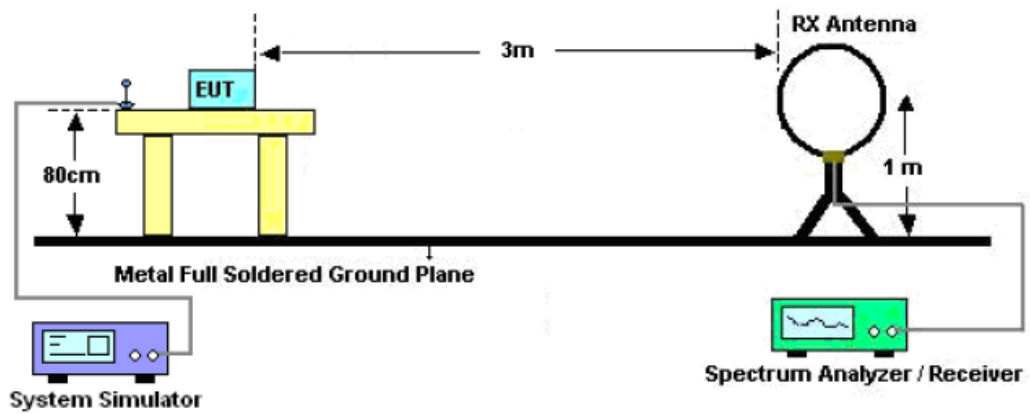 RX Antenna
3m
EUT
80cm
1 m
Metal Full Soldered Ground Plane
System Simulator
Spectrum Analyzer / Receiver